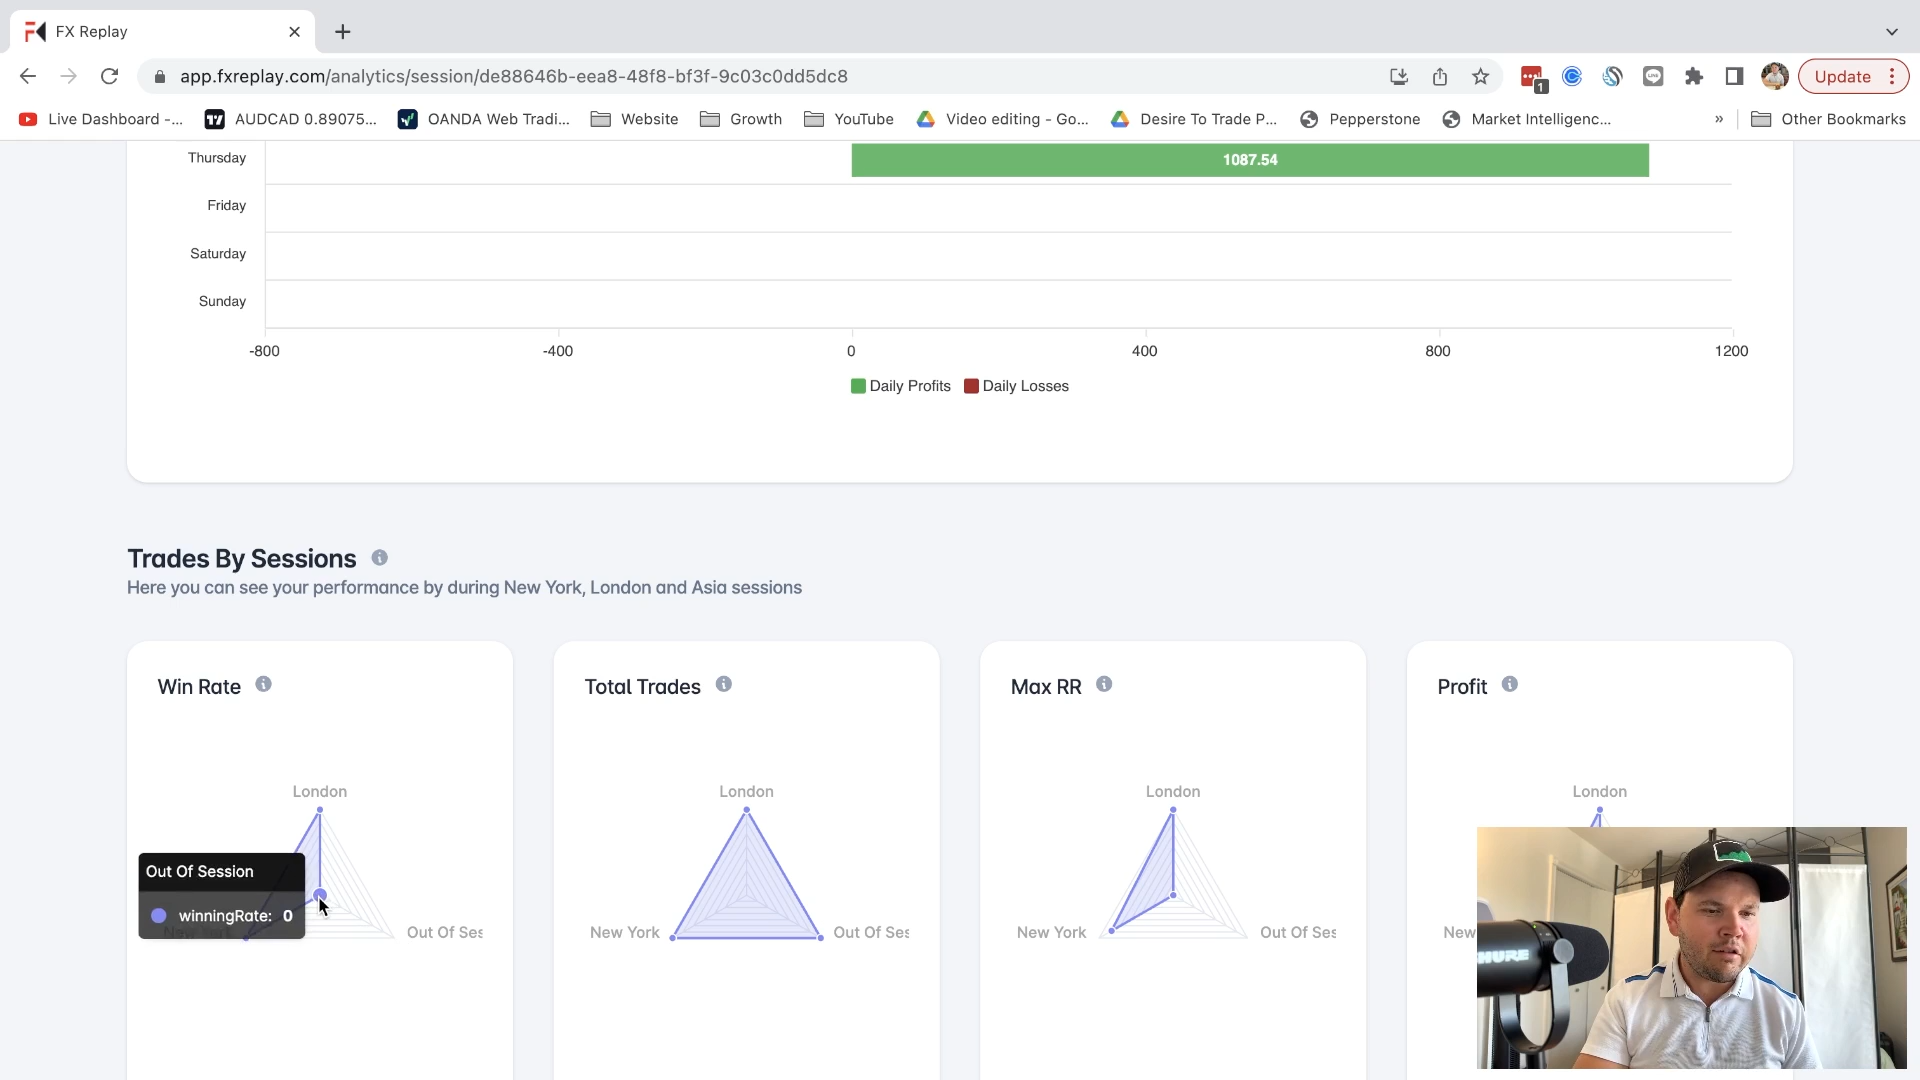 FX Replay
app.fxreplay.com/analytics/session/de88646b-eea8-48f8-bf3f-9c03c0dd5dc8
1
Update
Live Dashboard -...
AUDCAD 0.89075...
OANDA Web Tradi...
Website
Growth
YouTube
Video editing - Go...
Desire To Trade P...
Pepperstone
Market Intelligenc...
»
Other Bookmarks
Thursday
1087.54
Friday
Saturday
Sunday
-800
-400
0
400
800
1200
Daily Profits
Daily Losses
Trades By Sessions
Here you can see your performance by during New York, London and Asia sessions
Win Rate
Total Trades
Max RR
Profit
London
London
London
London
Out Of Session
winningRate: 0
New York
Out Of Ses
New York
Out Of Ses
New York
Out Of Ses
New